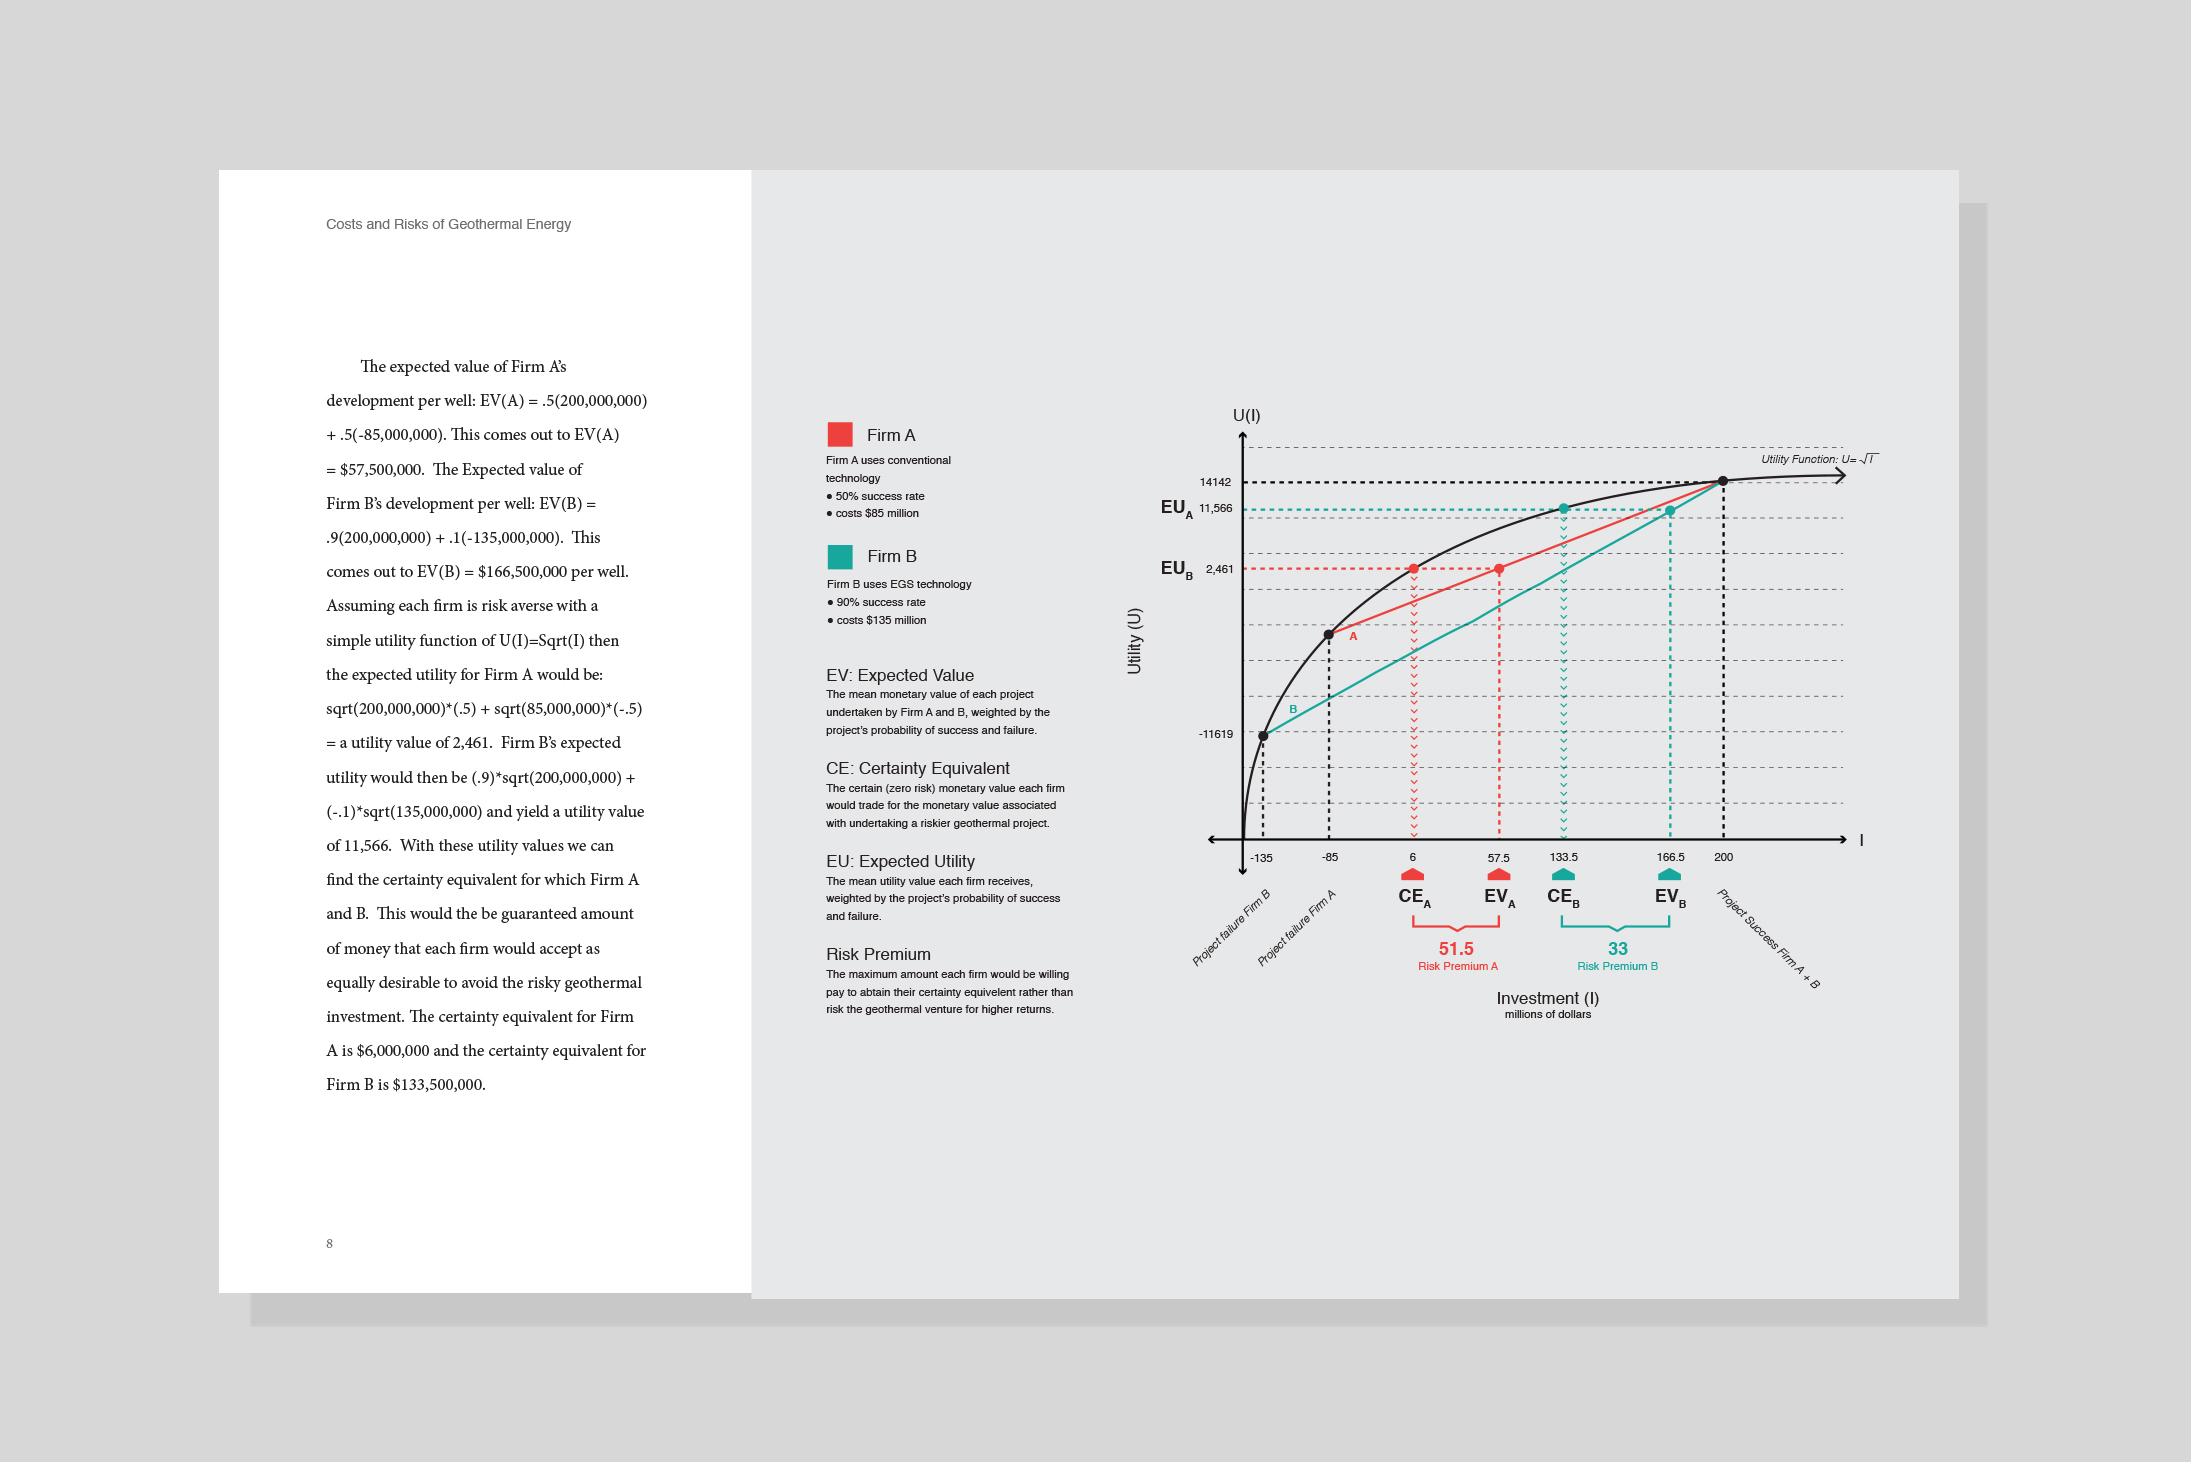 Costs and Risks of Geothermal Energy
The expected value of Firm A's
development per well: EV(A) = .5(200,000,000)
+ .5(-85,000,000). This comes out to EV(A)
= $57,500,000.  The Expected value of
Firm B's development per well: EV(B) =
.9(200,000,000) + .1(-135,000,000).  This
comes out to EV(B) = $166,500,000 per well.
Assuming each firm is risk averse with a
simple utility function of U(I)=Sqrt(I) then
the expected utility for Firm A would be:
sqrt(200,000,000)*(.5) + sqrt(85,000,000)*(-.5)
= a utility value of 2,461.  Firm B's expected
utility would then be (.9)*sqrt(200,000,000) +
(-.1)*sqrt(135,000,000) and yield a utility value
of 11,566.  With these utility values we can
find the certainty equivalent for which Firm A
and B.  This would the be guaranteed amount
of money that each firm would accept as
equally desirable to avoid the risky geothermal
investment. The certainty equivalent for Firm
A is $6,000,000 and the certainty equivalent for
Firm B is $133,500,000.
8
Firm A
Firm A uses conventional
technology
• 50% success rate
• costs $85 million
Firm B
Firm B uses EGS technology
• 90% success rate
• costs $135 million
EV: Expected Value
The mean monetary value of each project
undertaken by Firm A and B, weighted by the
project's probability of success and failure.
CE: Certainty Equivalent
The certain (zero risk) monetary value each firm
would trade for the monetary value associated
with undertaking a riskier geothermal project.
EU: Expected Utility
The mean utility value each firm receives,
weighted by the project's probability of success
and failure.
Risk Premium
The maximum amount each firm would be willing
pay to abtain their certainty equivelent rather than
risk the geothermal venture for higher returns.
U(I)
Utility Function: U=√I
14142
EUA 11,566
EUB 2,461
Utility (U)
A
B
-11619
I
-135 -85 6 57.5 133.5 166.5 200
CEA EVA CEB EVB
Project failure Firm B
Project failure Firm A
Project Success Firm A + B
51.5 33
Risk Premium A Risk Premium B
Investment (I)
millions of dollars